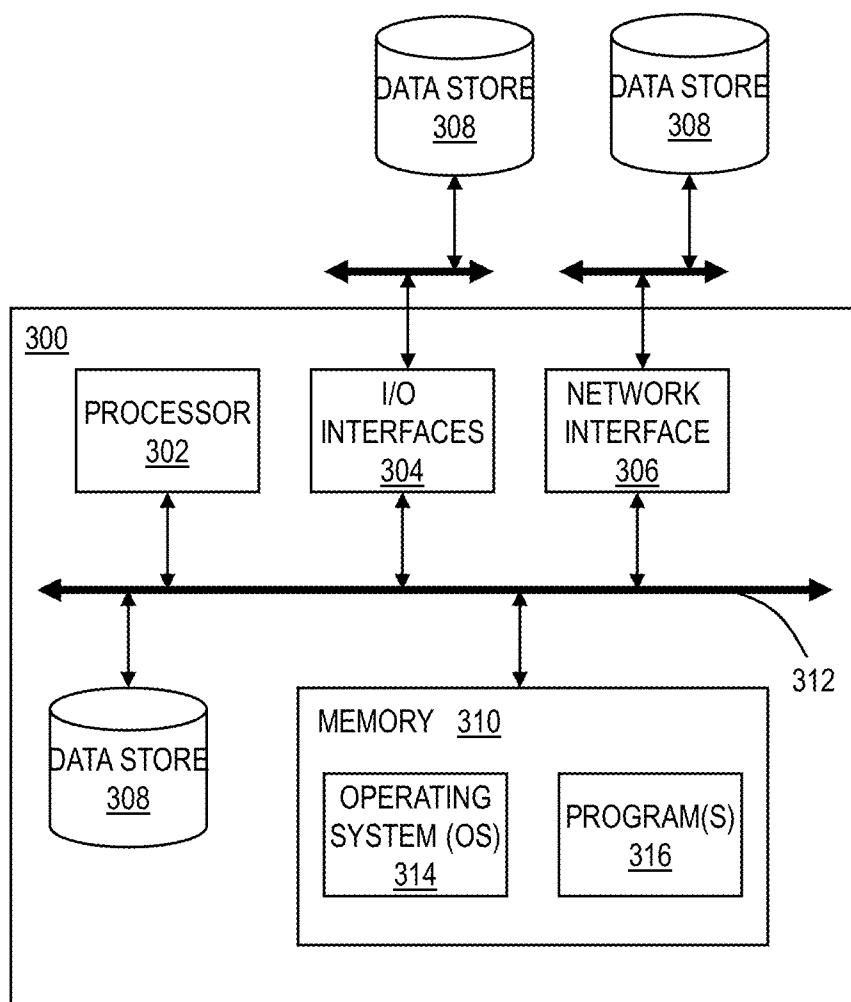 DATA STORE
308
DATA STORE
308
300
PROCESSOR
302
I/O
INTERFACES
304
NETWORK
INTERFACE
306
312
DATA STORE
308
MEMORY 310
OPERATING
SYSTEM (OS)
314
PROGRAM(S)
316